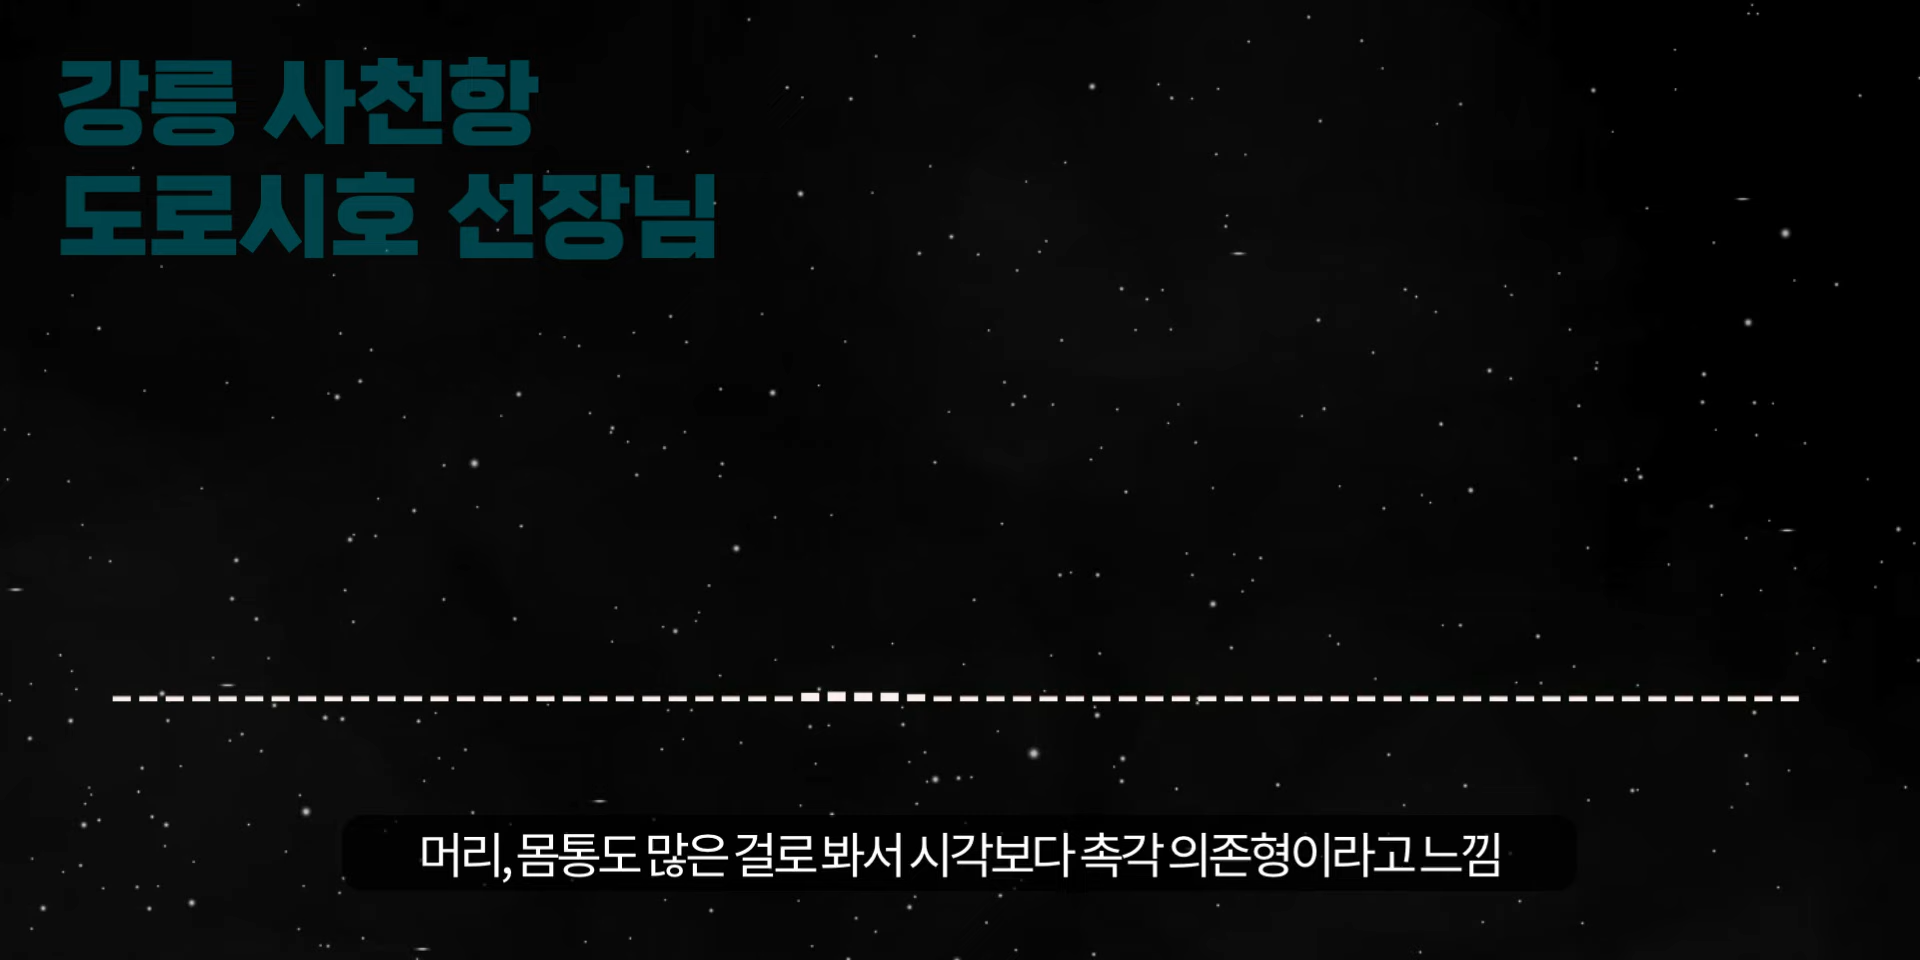 강릉 사천항
도로시호 선장님
머리, 몸통도 많은 걸로 봐서 시각보다 촉각 의존형이라고 느낌